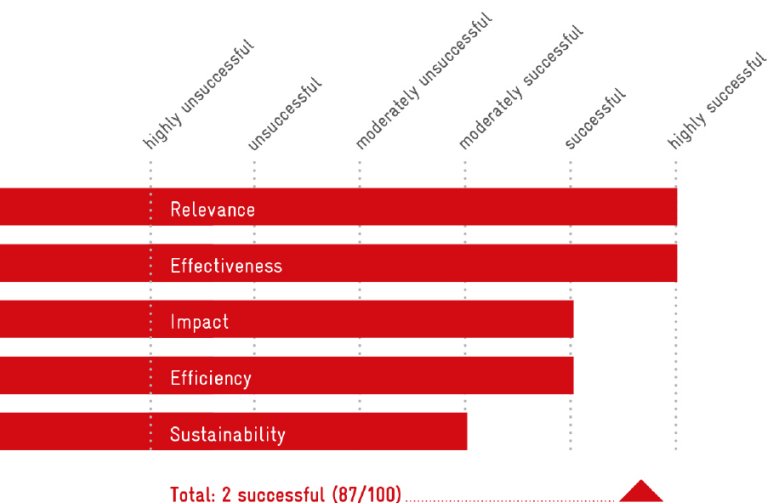 highly unsuccessful
unsuccessful
moderately unsuccessful
moderately successful
successful
highly successful
Relevance
Effectiveness
Impact
Efficiency
Sustainability
Total: 2 successful (87/100)